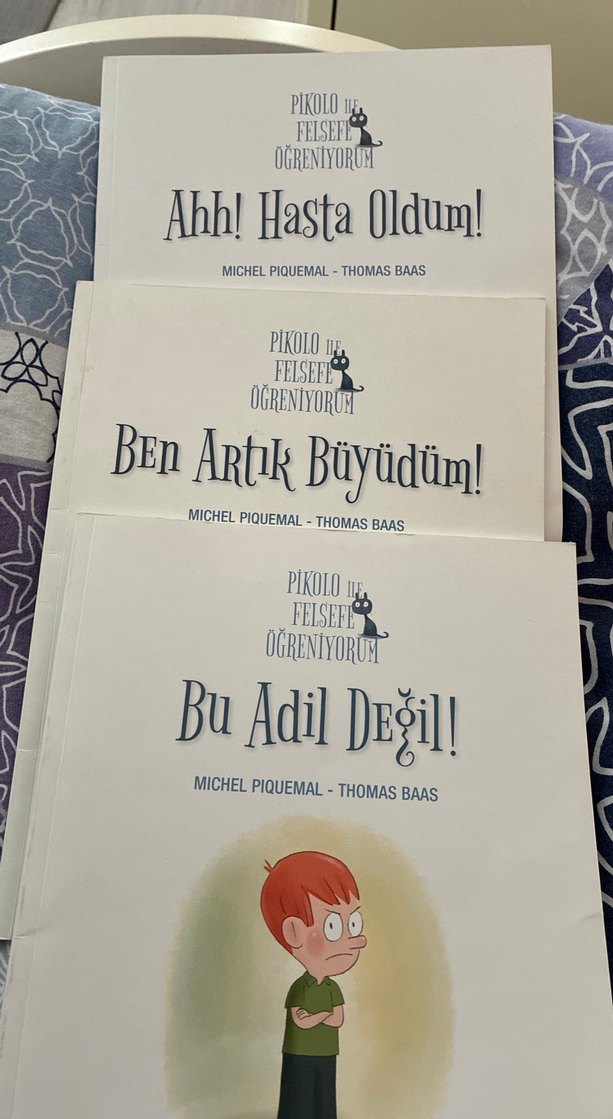 PİKOLO İLE
FELSEFE
ÖĞRENİYORUM
Ahh! Hasta Oldum!
MICHEL PIQUEMAL - THOMAS BAAS
PİKOLO İLE
FELSEFE
ÖĞRENİYORUM
Ben Artık Büyüdüm!
MICHEL PIQUEMAL - THOMAS BAAS
PİKOLO İLE
FELSEFE
ÖĞRENİYORUM
Bu Adil Değil!
MICHEL PIQUEMAL - THOMAS BAAS